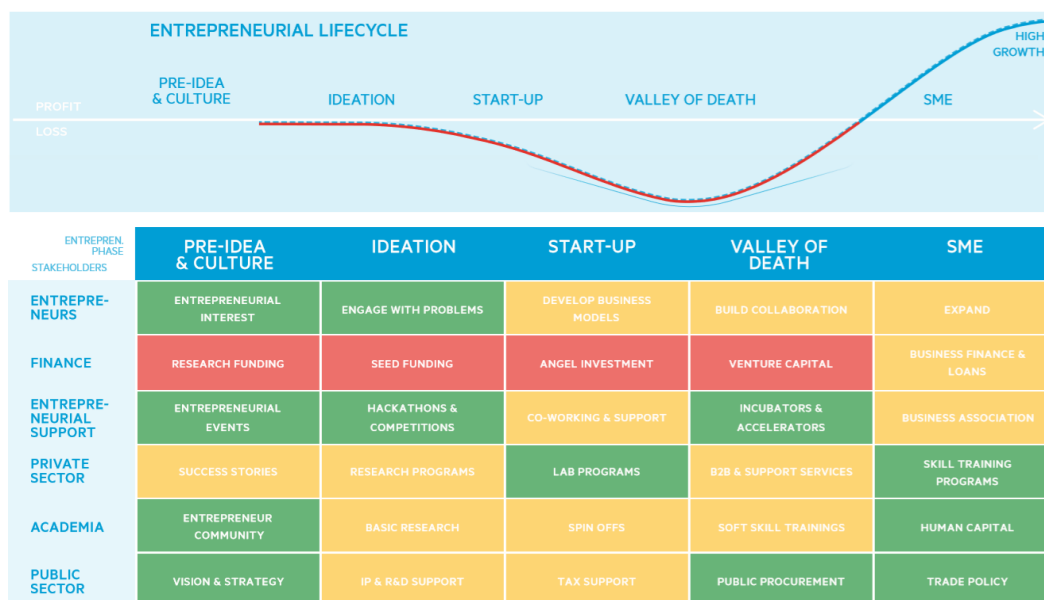 ENTREPRENEURIAL LIFECYCLE
HIGH
GROWTH
PRE-IDEA
& CULTURE
IDEATION
START-UP
VALLEY OF DEATH
SME
PROFIT
LOSS
ENTREPREN.
PHASE
STAKEHOLDERS
PRE-IDEA
& CULTURE
IDEATION
START-UP
VALLEY OF
DEATH
SME
ENTREPRE-
NEURS
ENTREPRENEURIAL
INTEREST
ENGAGE WITH PROBLEMS
DEVELOP BUSINESS
MODELS
BUILD COLLABORATION
EXPAND
FINANCE
RESEARCH FUNDING
SEED FUNDING
ANGEL INVESTMENT
VENTURE CAPITAL
BUSINESS FINANCE &
LOANS
ENTREPRE-
NEURIAL
SUPPORT
ENTREPRENEURIAL
EVENTS
HACKATHONS &
COMPETITIONS
CO-WORKING & SUPPORT
INCUBATORS &
ACCELERATORS
BUSINESS ASSOCIATION
PRIVATE
SECTOR
SUCCESS STORIES
RESEARCH PROGRAMS
LAB PROGRAMS
B2B & SUPPORT SERVICES
SKILL TRAINING
PROGRAMS
ACADEMIA
ENTREPRENEUR
COMMUNITY
BASIC RESEARCH
SPIN OFFS
SOFT SKILL TRAININGS
HUMAN CAPITAL
PUBLIC
SECTOR
VISION & STRATEGY
IP & R&D SUPPORT
TAX SUPPORT
PUBLIC PROCUREMENT
TRADE POLICY